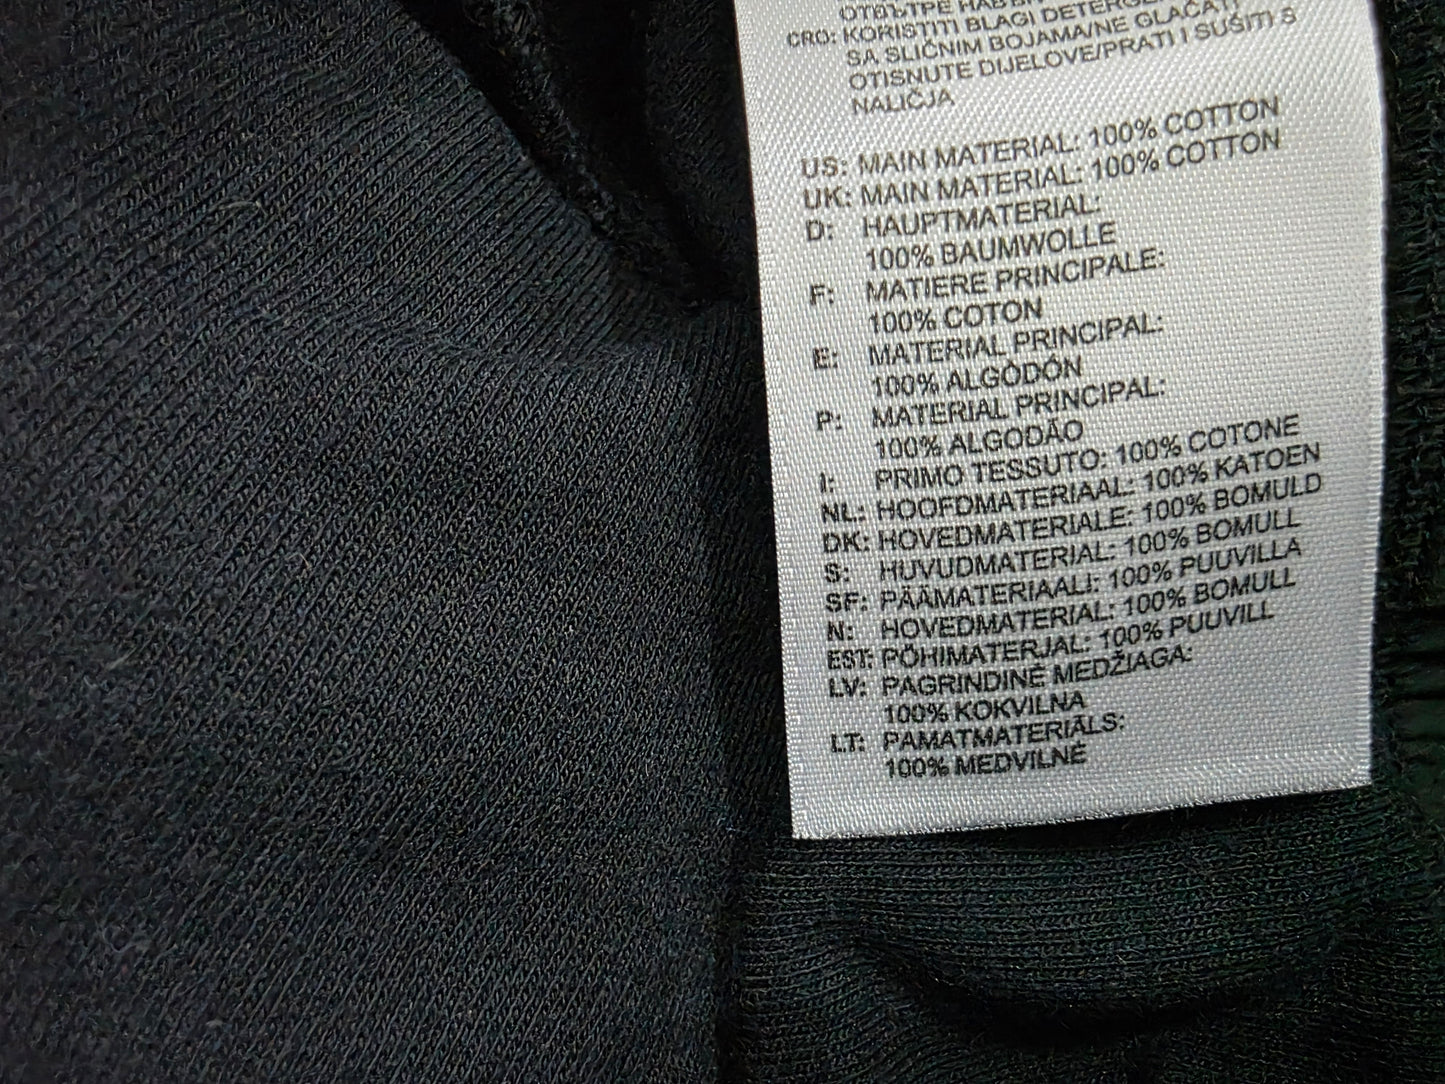 ОТВЪТРЕ
CRO: KORISTITI BLAGI
SA SLIČNIM BOJAMA/NE GLAČATI
OTISNUTE DIJELOVE/PRATI I SUŠITI S
NALIČJA
US: MAIN MATERIAL: 100% COTTON
UK: MAIN MATERIAL: 100% COTTON
D: HAUPTMATERIAL:
100% BAUMWOLLE
F: MATIERE PRINCIPALE:
100% COTON
E: MATERIAL PRINCIPAL:
100% ALGODÓN
P: MATERIAL PRINCIPAL:
100% ALGODÃO
I: PRIMO TESSUTO: 100% COTONE
NL: HOOFDMATERIAAL: 100% KATOEN
DK: HOVEDMATERIALE: 100% BOMULD
S: HUVUDMATERIAL: 100% BOMULL
SF: PÄÄMATERIAALI: 100% PUUVILLA
N: HOVEDMATERIAL: 100% BOMULL
EST: PÕHIMATERJAL: 100% PUUVILL
LV: PAGRINDINĖ MEDŽIAGA:
100% KOKVILNA
LT: PAMATMATERIĀLS:
100% MEDVILNĖ